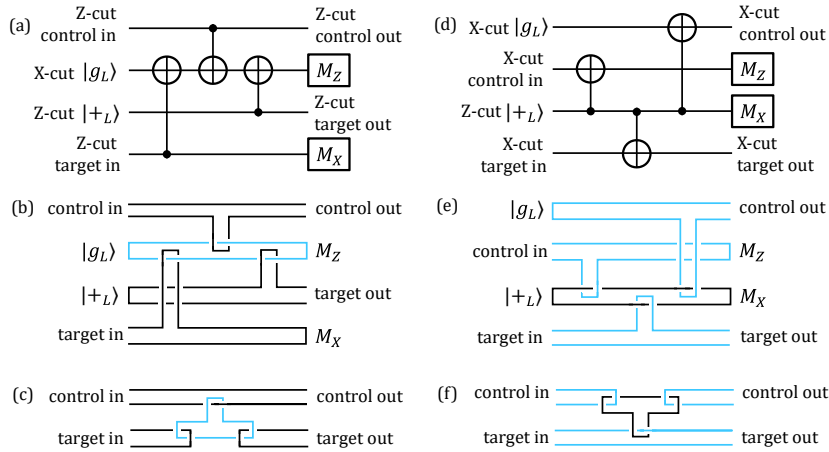 (a)
Z-cut
control in
Z-cut
control out
X-cut |g_L⟩
M_Z
Z-cut |+_L⟩
Z-cut
target out
Z-cut
target in
M_X
(b)
control in
control out
|g_L⟩
M_Z
|+_L⟩
target out
target in
M_X
(c)
control in
control out
target in
target out
(d)
X-cut |g_L⟩
X-cut
control out
X-cut
control in
M_Z
Z-cut |+_L⟩
M_X
X-cut
target in
X-cut
target out
(e)
|g_L⟩
control out
control in
M_Z
|+_L⟩
M_X
target in
target out
(f)
control in
control out
target in
target out